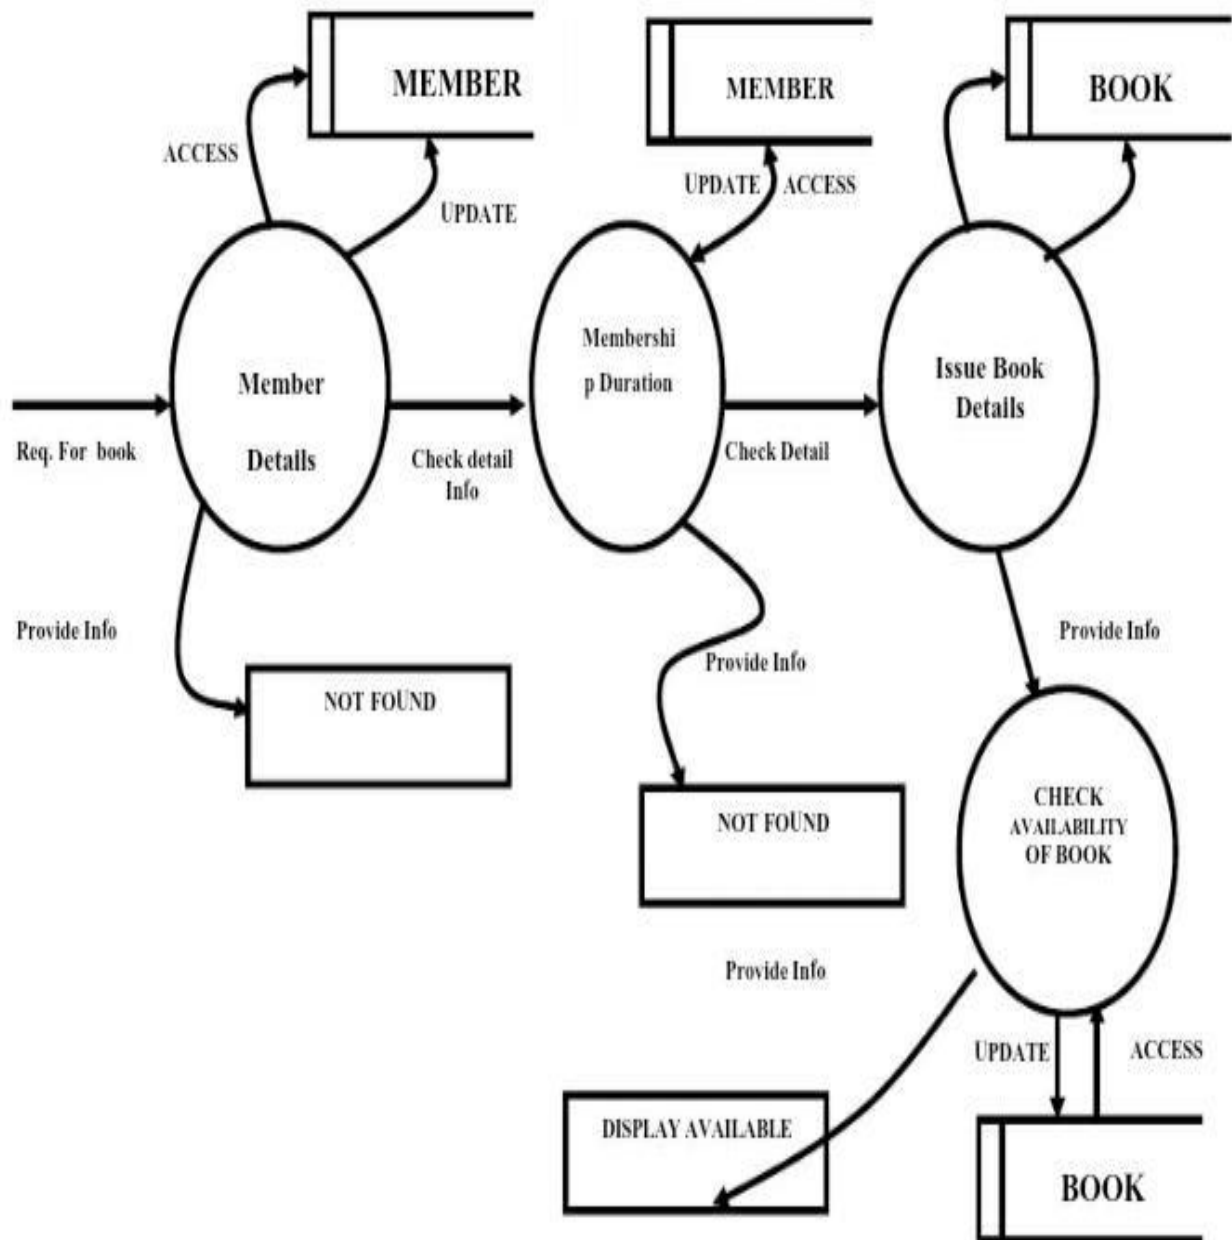 MEMBER
MEMBER
BOOK
ACCESS
UPDATE
UPDATE
ACCESS
Member
Details
Membershi
p Duration
Issue Book
Details
Req. For book
Check detail
Info
Check Detail
Provide Info
Provide Info
Provide Info
NOT FOUND
NOT FOUND
CHECK
AVAILABILITY
OF BOOK
Provide Info
UPDATE
ACCESS
DISPLAY AVAILABLE
BOOK